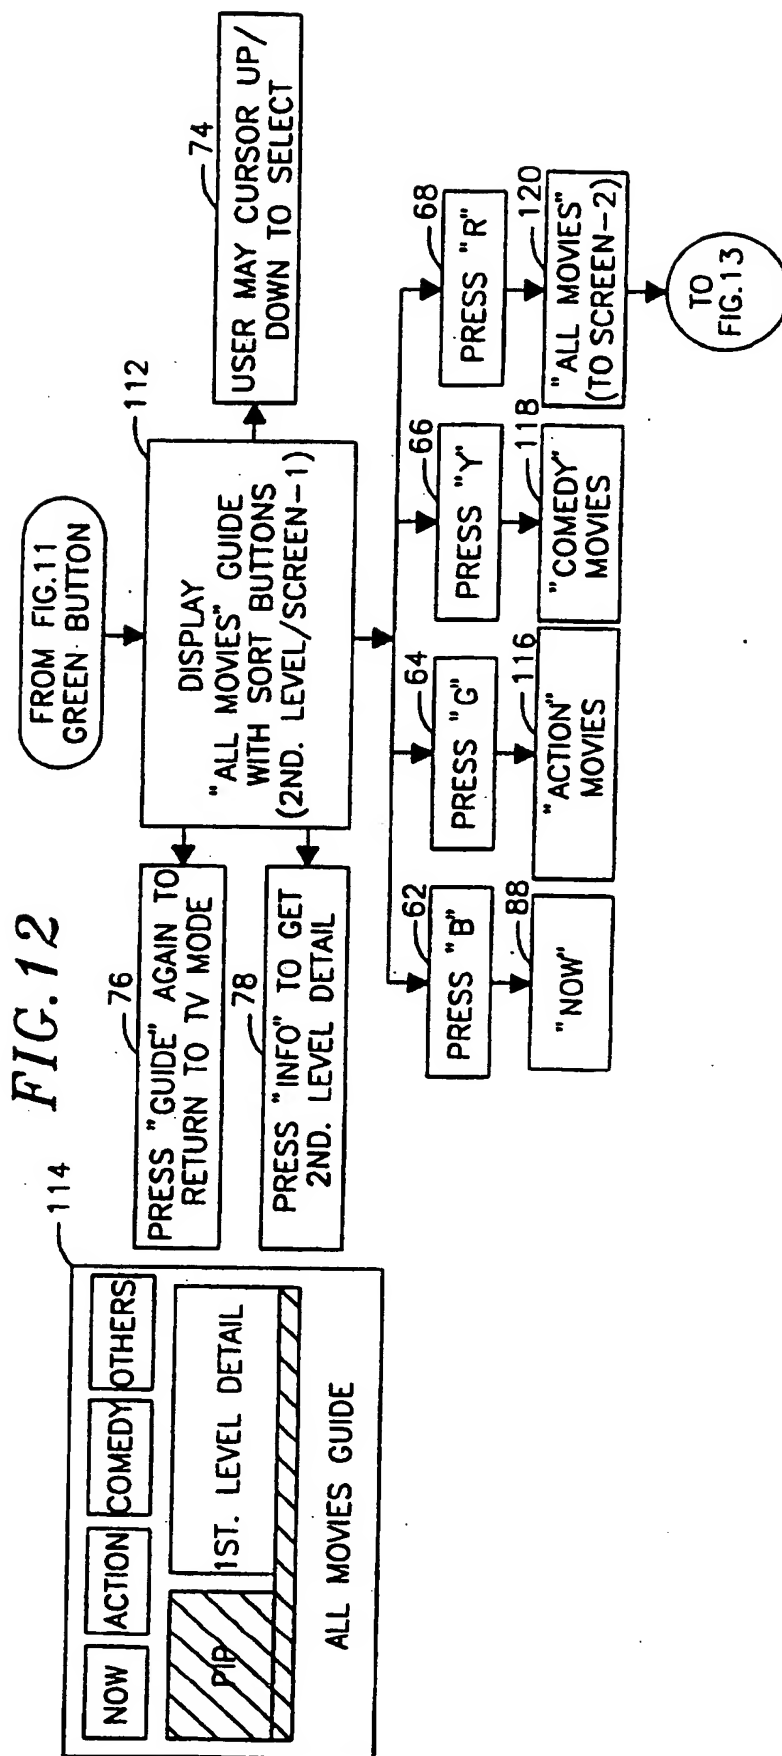 FIG.12
114
NOW
ACTION
COMEDY
OTHERS
PIP
1ST. LEVEL DETAIL
ALL MOVIES GUIDE
FROM FIG.11
GREEN BUTTON
112
DISPLAY
"ALL MOVIES" GUIDE
WITH SORT BUTTONS
(2ND. LEVEL/SCREEN-1)
76
PRESS "GUIDE" AGAIN TO
RETURN TO TV MODE
78
PRESS "INFO" TO GET
2ND. LEVEL DETAIL
74
USER MAY CURSOR UP/
DOWN TO SELECT
62
PRESS "B"
64
PRESS "G"
66
PRESS "Y"
68
PRESS "R"
88
"NOW"
116
"ACTION"
MOVIES
118
"COMEDY"
MOVIES
120
"ALL MOVIES"
(TO SCREEN-2)
TO
FIG.13